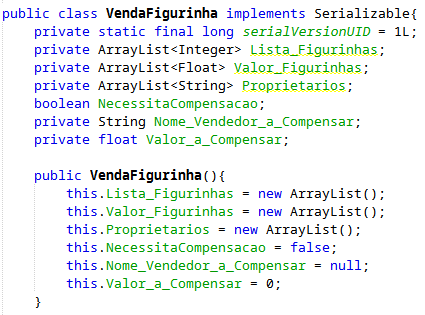 public class VendaFigurinha implements Serializable{
    private static final long serialVersionUID = 1L;
    private ArrayList<Integer> Lista_Figurinhas;
    private ArrayList<Float> Valor_Figurinhas;
    private ArrayList<String> Proprietarios;
    boolean NecessitaCompensacao;
    private String Nome_Vendedor_a_Compensar;
    private float Valor_a_Compensar;

    public VendaFigurinha(){
        this.Lista_Figurinhas = new ArrayList();
        this.Valor_Figurinhas = new ArrayList();
        this.Proprietarios = new ArrayList();
        this.NecessitaCompensacao = false;
        this.Nome_Vendedor_a_Compensar = null;
        this.Valor_a_Compensar = 0;
    }